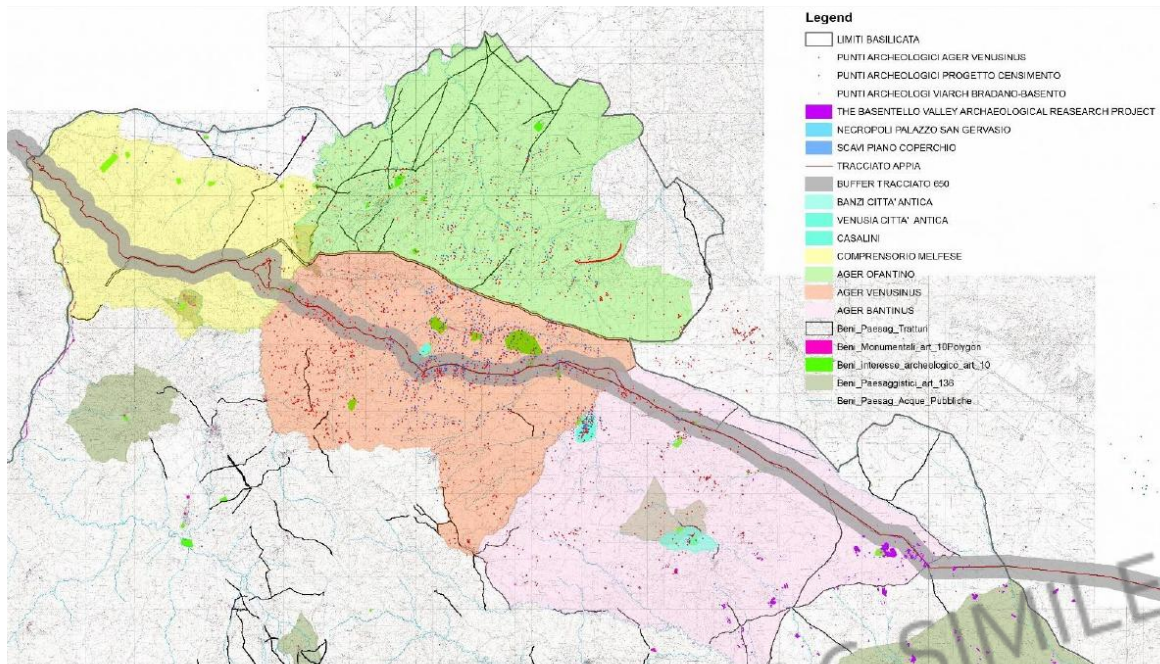 Legend
LIMITI BASILICATA
PUNTI ARCHEOLOGICI AGER VENUSINUS
PUNTI ARCHEOLOGICI PROGETTO CENSIMENTO
PUNTI ARCHEOLOGI VIARCH BRADANO-BASENTO
THE BASENTELLO VALLEY ARCHAEOLOGICAL REASEARCH PROJECT
NECROPOLI PALAZZO SAN GERVASIO
SCAVI PIANO COPERCHIO
TRACCIATO APPIA
BUFFER TRACCIATO 650
BANZI CITTA' ANTICA
VENUSIA CITTA' ANTICA
CASALINI
COMPRENSORIO MELFESE
AGER OFANTINO
AGER VENUSINUS
AGER BANTINUS
Beni_Paesag_Tratturi
Beni_Monumentali_art_10Polygon
Beni_Interesse_archeologico_art_10
Beni_Paesaggistici_art_136
Beni_Paesag_Acque_Pubbliche
SIMILE